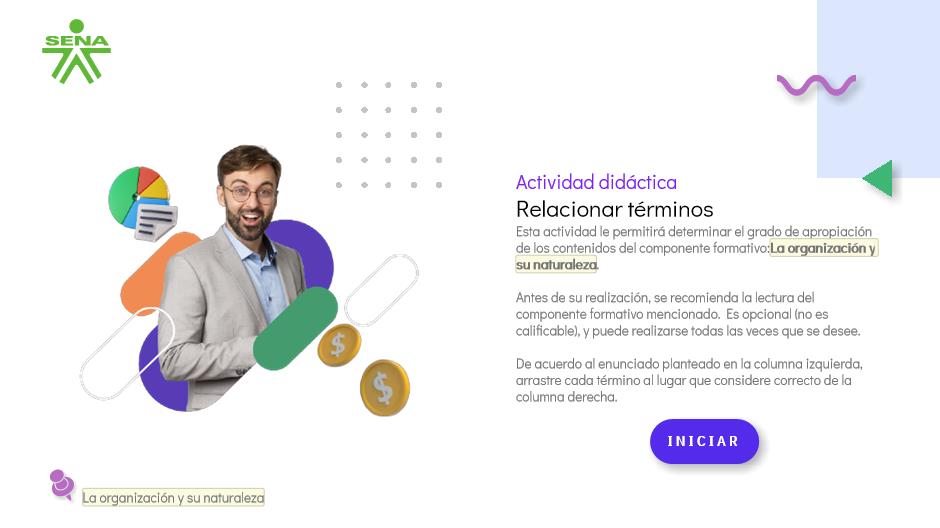 SENA
Actividad didáctica
Relacionar términos
Esta actividad le permitirá determinar el grado de apropiación
de los contenidos del componente formativo:La organización y
su naturaleza.
Antes de su realización, se recomienda la lectura del
componente formativo mencionado. Es opcional (no es
calificable), y puede realizarse todas las veces que se desee.
De acuerdo al enunciado planteado en la columna izquierda,
arrastre cada término al lugar que considere correcto de la
columna derecha.
INICIAR
La organización y su naturaleza